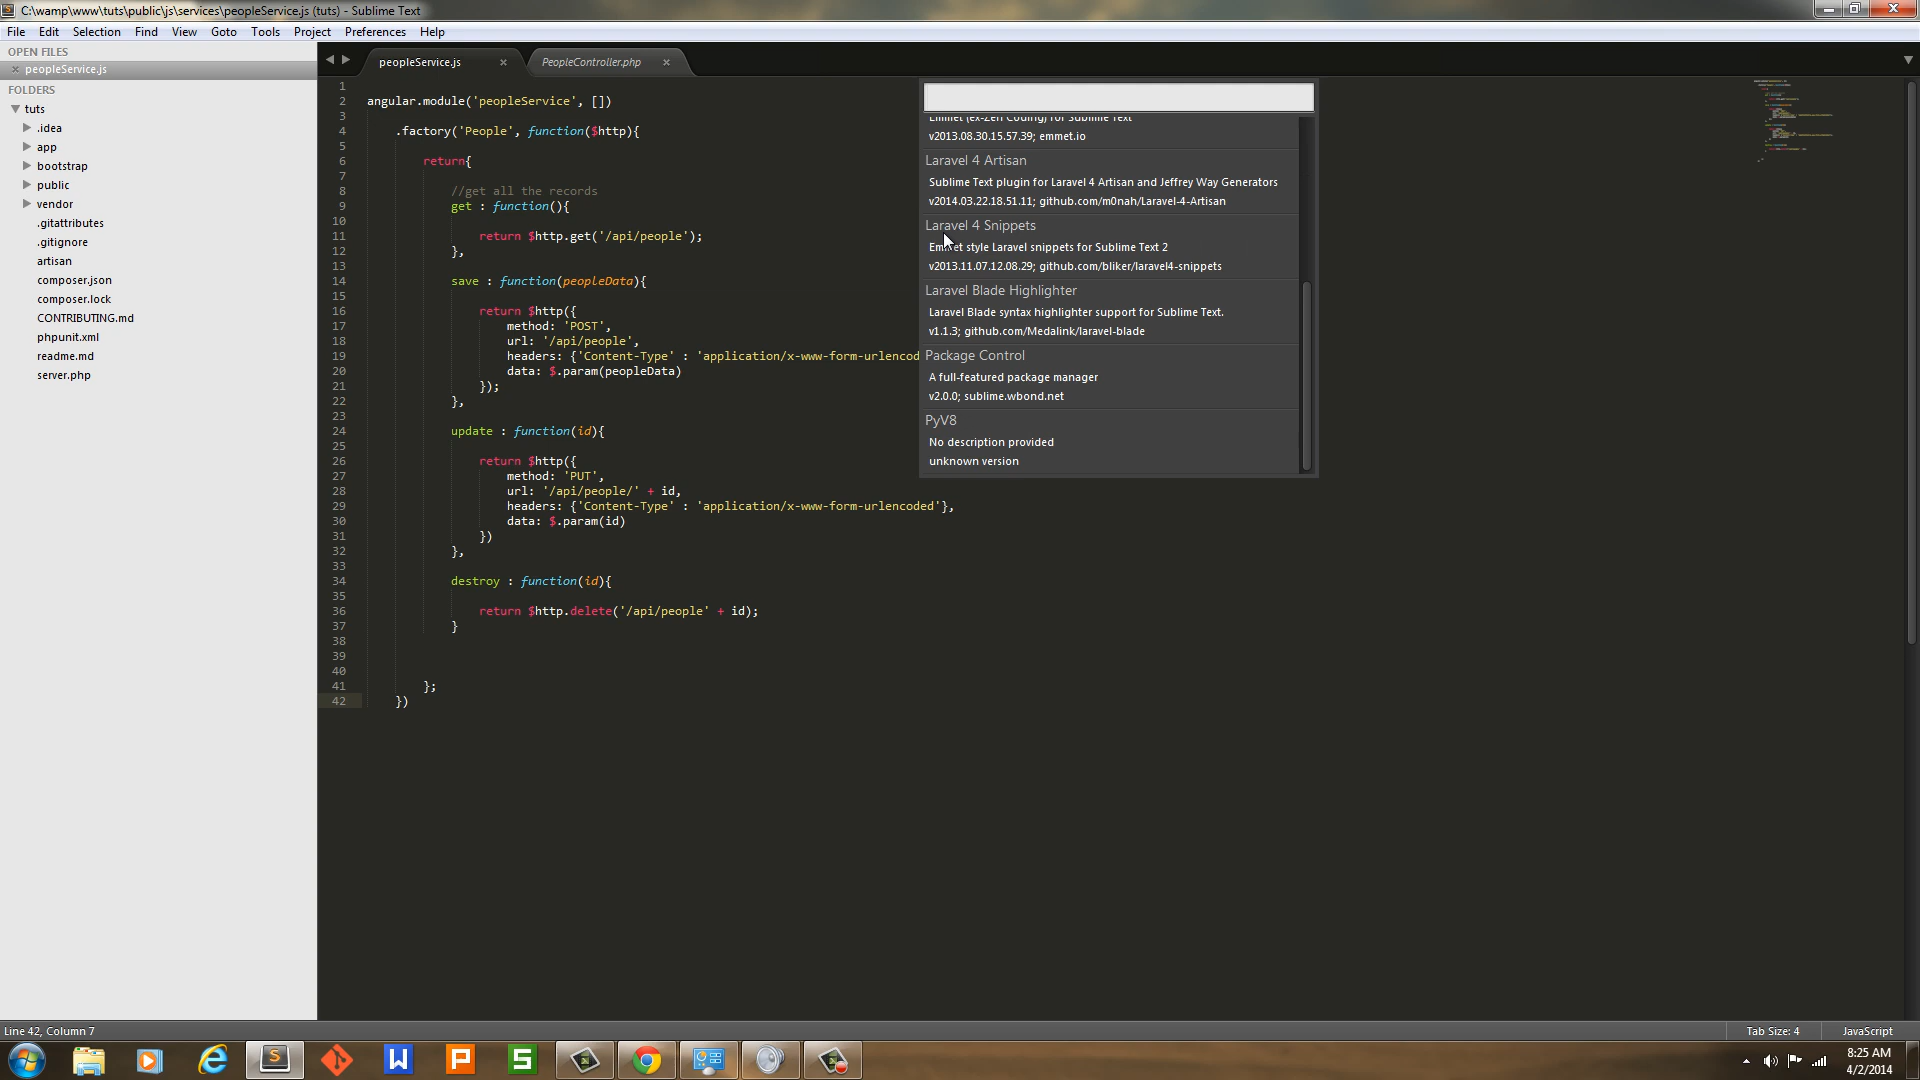 C:\wamp\www\tuts\public\js\services\peopleService.js (tuts) - Sublime Text
File Edit Selection Find View Goto Tools Project Preferences Help
OPEN FILES
peopleService.js
FOLDERS
tuts
.idea
app
bootstrap
public
vendor
.gitattributes
.gitignore
artisan
composer.json
composer.lock
CONTRIBUTING.md
phpunit.xml
readme.md
server.php
peopleService.js
PeopleController.php
1
2 angular.module('peopleService', [])
3
4 .factory('People', function($http){
5
6 return{
7
8 //get all the records
9 get : function(){
10
11 return $http.get('/api/people');
12 },
13
14 save : function(peopleData){
15
16 return $http({
17 method: 'POST',
18 url: '/api/people',
19 headers: {'Content-Type' : 'application/x-www-form-urlencod
20 data: $.param(peopleData)
21 });
22 },
23
24 update : function(id){
25
26 return $http({
27 method: 'PUT',
28 url: '/api/people/' + id,
29 headers: {'Content-Type' : 'application/x-www-form-urlencoded'},
30 data: $.param(id)
31 })
32 },
33
34 destroy : function(id){
35
36 return $http.delete('/api/people' + id);
37 }
38
39
40
41 };
42 })
Emmet (ex-Zen Coding) for Sublime Text
v2013.08.30.15.57.39; emmet.io
Laravel 4 Artisan
Sublime Text plugin for Laravel 4 Artisan and Jeffrey Way Generators
v2014.03.22.18.51.11; github.com/m0nah/Laravel-4-Artisan
Laravel 4 Snippets
Emmet style Laravel snippets for Sublime Text 2
v2013.11.07.12.08.29; github.com/bliker/laravel4-snippets
Laravel Blade Highlighter
Laravel Blade syntax highlighter support for Sublime Text.
v1.1.3; github.com/Medalink/laravel-blade
Package Control
A full-featured package manager
v2.0.0; sublime.wbond.net
PyV8
No description provided
unknown version
Line 42, Column 7
Tab Size: 4
JavaScript
W
P
S
8:25 AM
4/2/2014